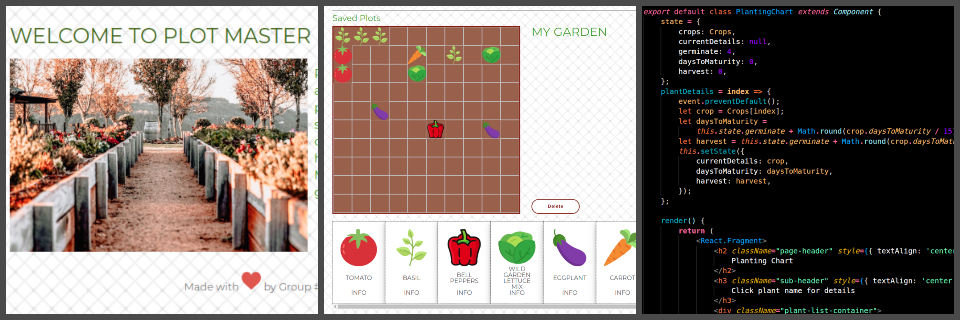 WELCOME TO PLOT MASTER
Made with by Group
Saved Plots
MY GARDEN
Delete
TOMATO
INFO
BASIL
INFO
BELL
PEPPERS
INFO
WILD
GARDEN
LETTUCE
MIX
INFO
EGGPLANT
INFO
CARROT
INFO
export default class PlantingChart extends Component {
state = {
crops: Crops,
currentDetails: null,
germinate: 4,
daysToMaturity: 0,
harvest: 0,
};
plantDetails = index => {
event.preventDefault();
let crop = Crops[index];
let daysToMaturity =
this.state.germinate + Math.round(crop.daysToMaturity / 15
let harvest = this.state.germinate + Math.round(crop.days
this.setState({
currentDetails: crop,
daysToMaturity: daysToMaturity,
harvest: harvest,
});
};
render() {
return (
<React.Fragment>
<h2 className="page-header" style={{ textAlign: 'cente
Planting Chart
</h2>
<h3 className="sub-header" style={{ textAlign: 'center
Click plant name for details
</h3>
<div className="plant-list-container">